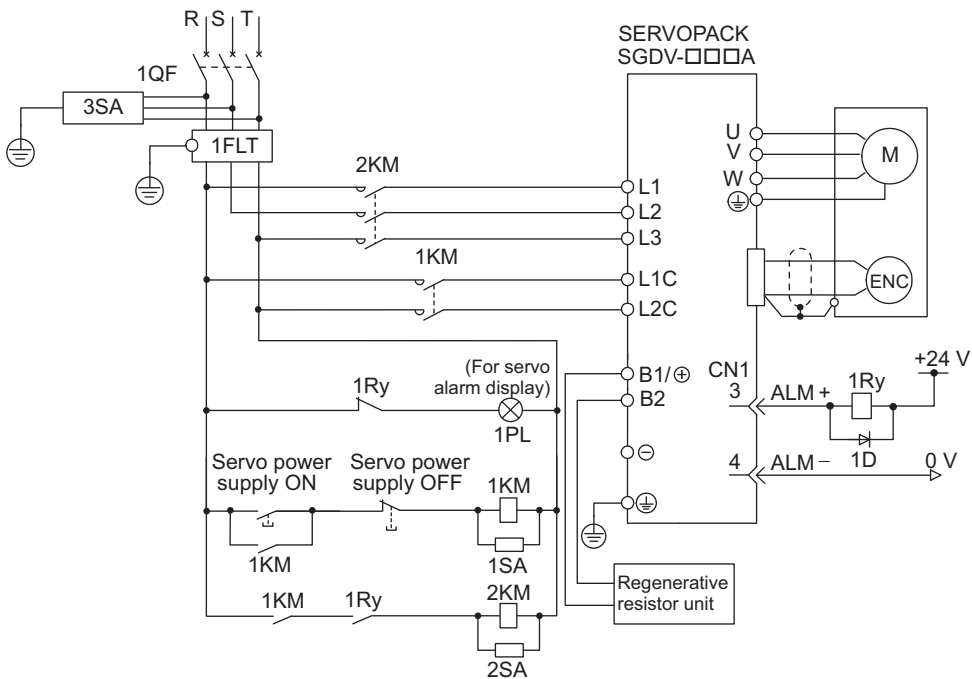 R S T
SERVOPACK
SGDV-□□□A
1QF
3SA
1FLT
2KM
U
V
W
M
L1
L2
L3
1KM
L1C
L2C
ENC
(For servo
alarm display)
1Ry
1PL
B1/⊕
B2
CN1
3
ALM +
1Ry
+24 V
1D
⊖
4
ALM −
0 V
Servo power
supply ON
Servo power
supply OFF
1KM
1KM
1SA
1KM
1Ry
2KM
2SA
Regenerative
resistor unit